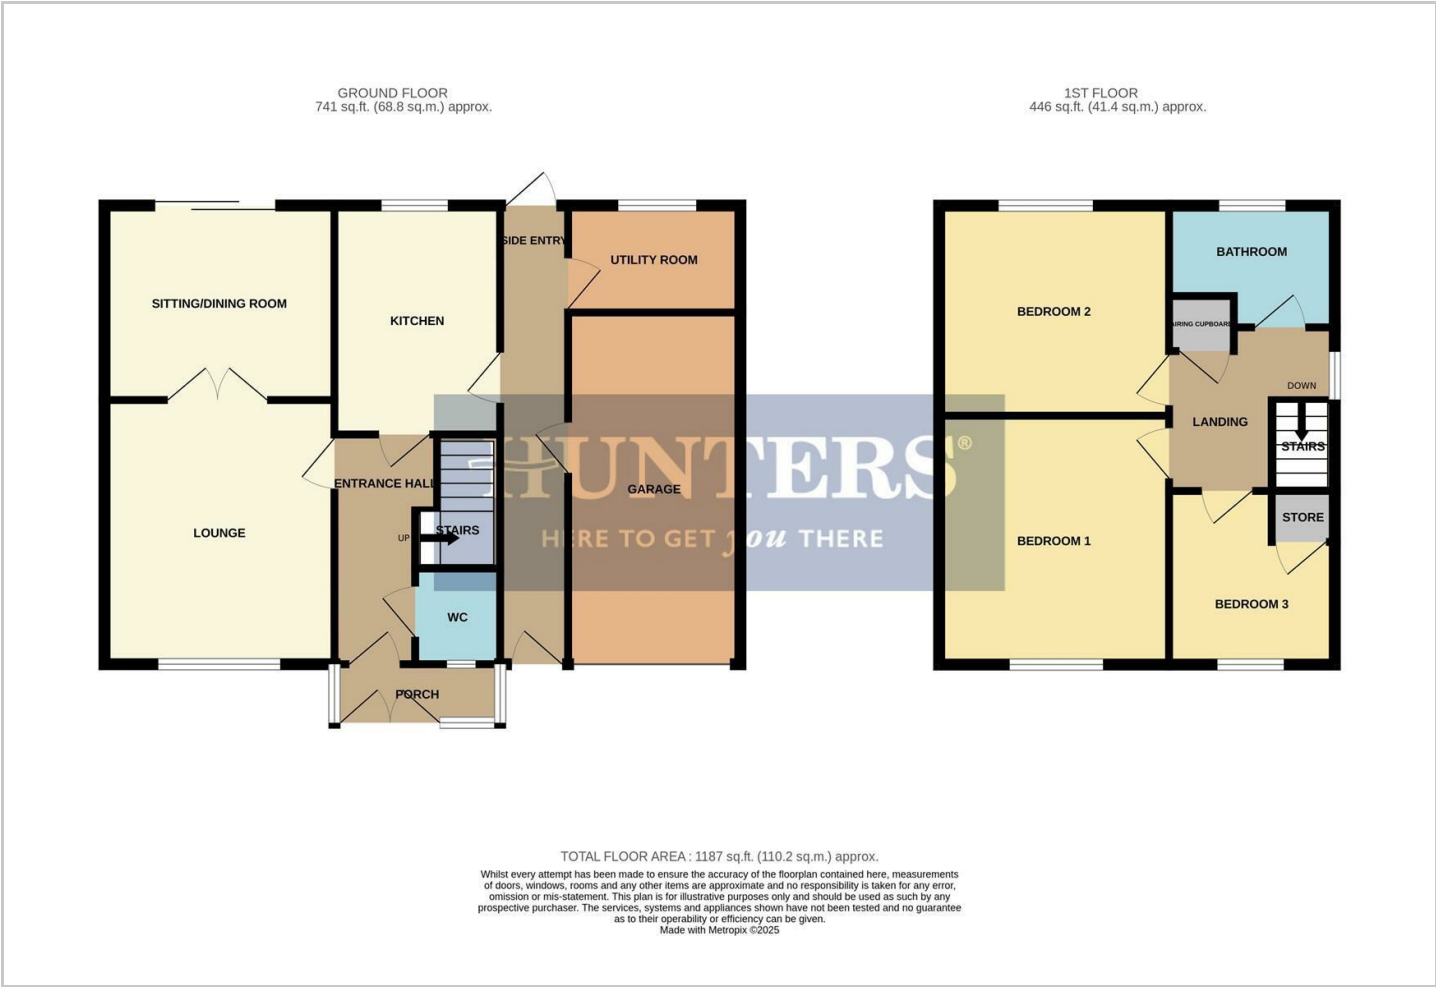 GROUND FLOOR
741 sq.ft. (68.8 sq.m.) approx.
1ST FLOOR
446 sq.ft. (41.4 sq.m.) approx.
SIDE ENTRY
UTILITY ROOM
SITTING/DINING ROOM
KITCHEN
ENTRANCE HALL
GARAGE
LOUNGE
UP
STAIRS
WC
PORCH
BATHROOM
BEDROOM 2
AIRING CUPBOARD
DOWN
LANDING
STAIRS
STORE
BEDROOM 1
BEDROOM 3
HUNTERS®
HERE TO GET you THERE
TOTAL FLOOR AREA : 1187 sq.ft. (110.2 sq.m.) approx.
Whilst every attempt has been made to ensure the accuracy of the floorplan contained here, measurements
of doors, windows, rooms and any other items are approximate and no responsibility is taken for any error,
omission or mis-statement. This plan is for illustrative purposes only and should be used as such by any
prospective purchaser. The services, systems and appliances shown have not been tested and no guarantee
as to their operability or efficiency can be given.
Made with Metropix ©2025